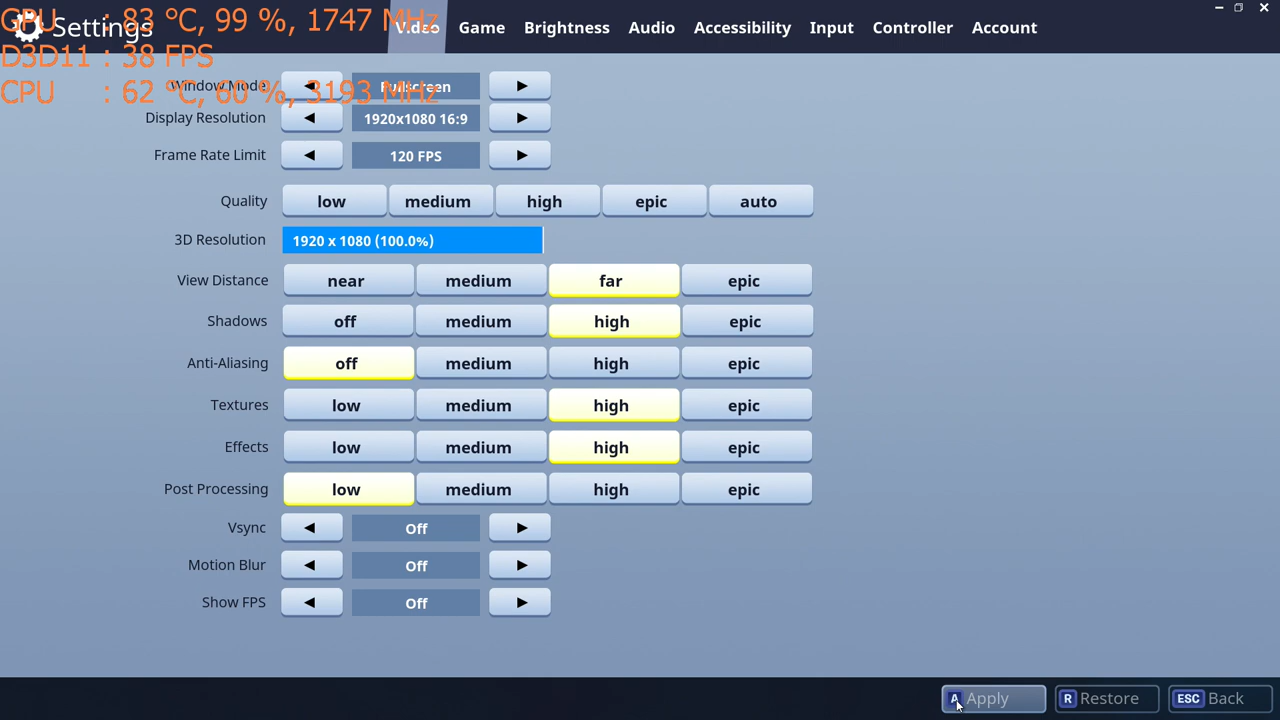 GPU : 83 °C, 99 %, 1747 MHz
Settings
Video Game Brightness Audio Accessibility Input Controller Account
D3D11 : 38 FPS
Window Mode ◄ Fullscreen ►
CPU : 62 °C, 60 %, 3193 MHz
Display Resolution ◄ 1920x1080 16:9 ►
Frame Rate Limit ◄ 120 FPS ►
Quality low medium high epic auto
3D Resolution 1920 x 1080 (100.0%)
View Distance near medium far epic
Shadows off medium high epic
Anti-Aliasing off medium high epic
Textures low medium high epic
Effects low medium high epic
Post Processing low medium high epic
Vsync ◄ Off ►
Motion Blur ◄ Off ►
Show FPS ◄ Off ►
A Apply R Restore ESC Back